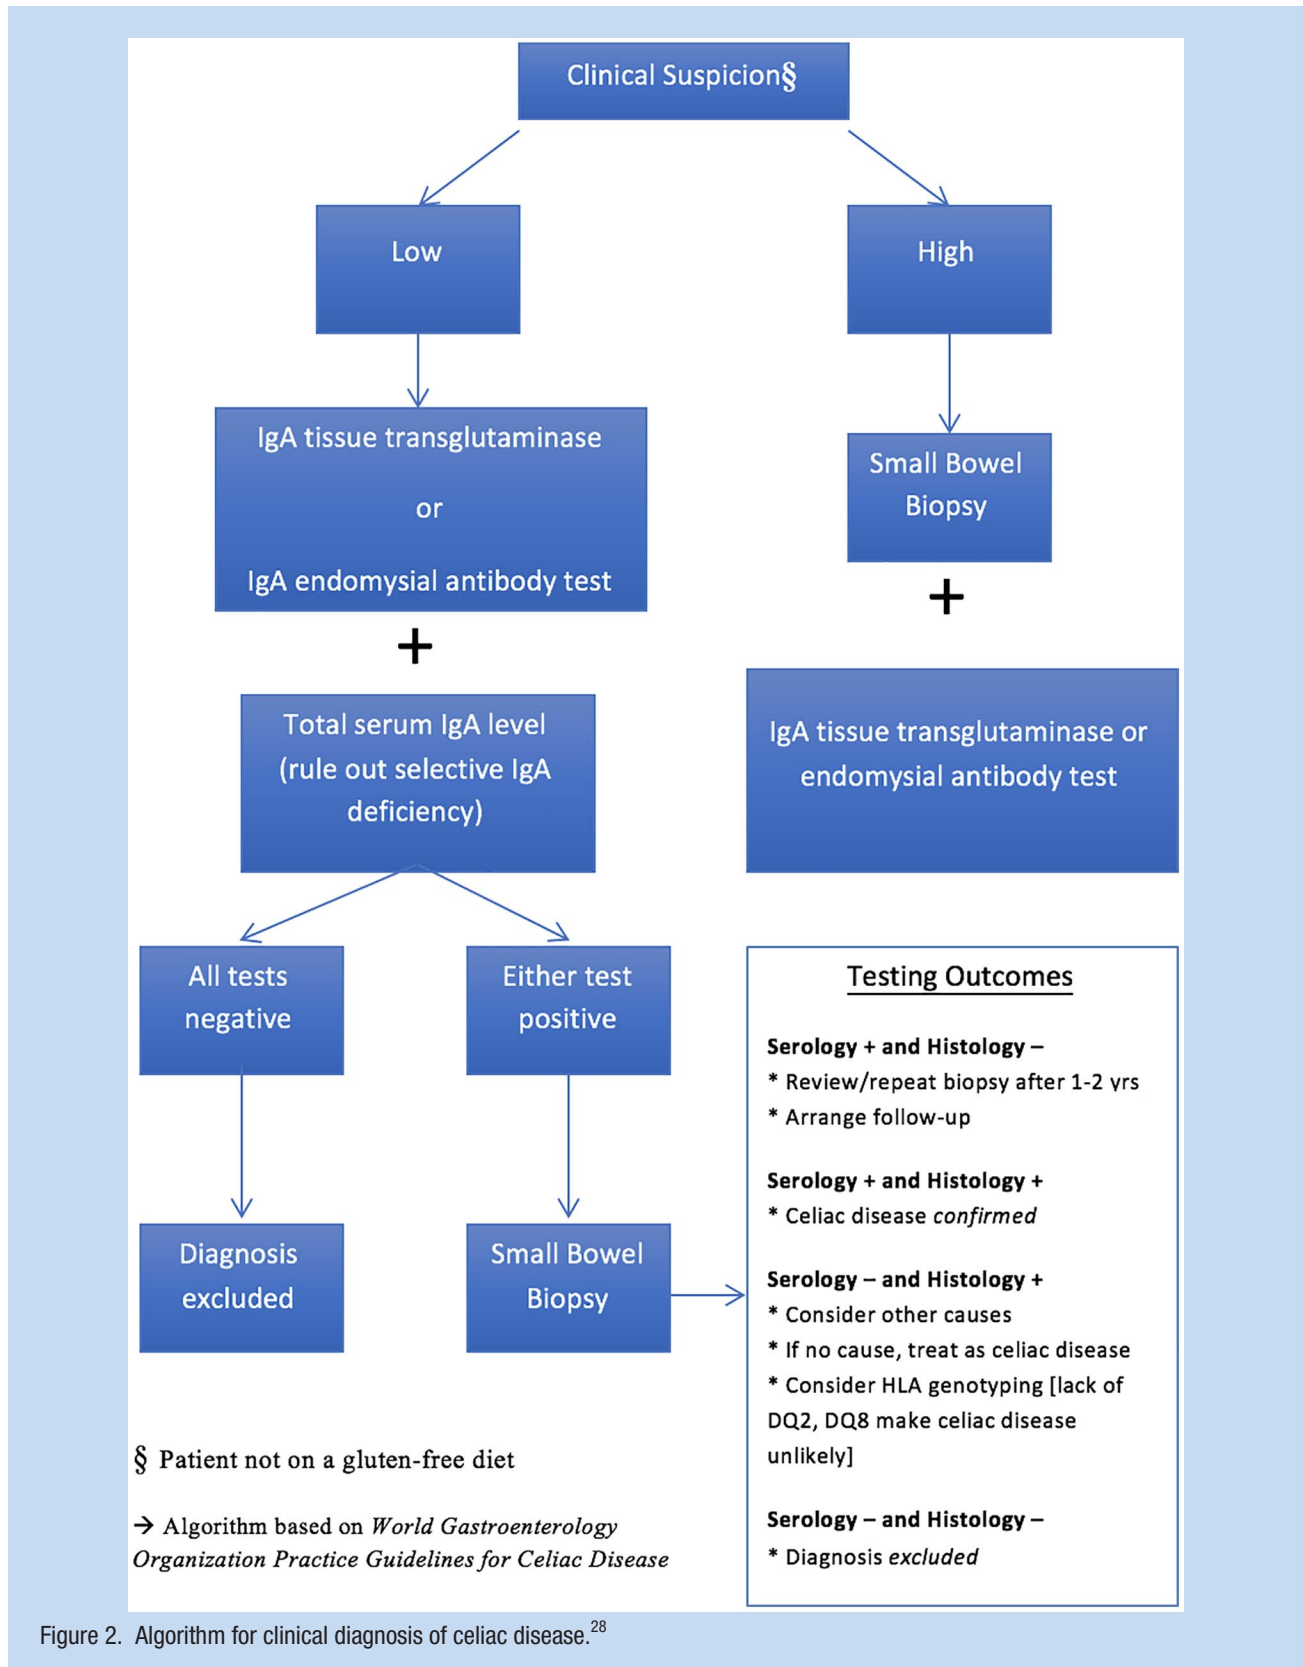 Clinical Suspicion§
Low
High
IgA tissue transglutaminase
or
IgA endomysial antibody test
+
Total serum IgA level
(rule out selective IgA
deficiency)
Small Bowel
Biopsy
+
IgA tissue transglutaminase or
endomysial antibody test
All tests
negative
Either test
positive
Diagnosis
excluded
Small Bowel
Biopsy
Testing Outcomes
Serology + and Histology –
* Review/repeat biopsy after 1-2 yrs
* Arrange follow-up
Serology + and Histology +
* Celiac disease confirmed
Serology – and Histology +
* Consider other causes
* If no cause, treat as celiac disease
* Consider HLA genotyping [lack of
DQ2, DQ8 make celiac disease
unlikely]
Serology – and Histology –
* Diagnosis excluded
§ Patient not on a gluten-free diet
→ Algorithm based on World Gastroenterology
Organization Practice Guidelines for Celiac Disease
Figure 2. Algorithm for clinical diagnosis of celiac disease.28